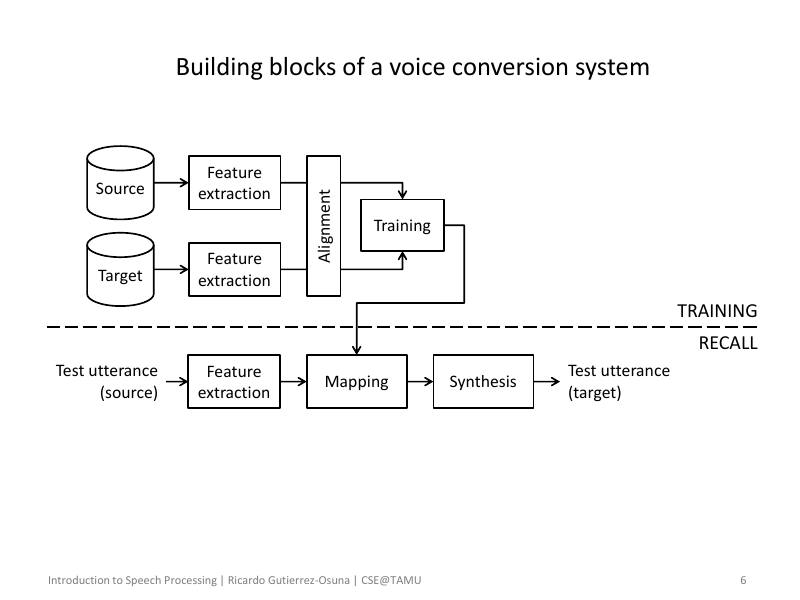 Building blocks of a voice conversion system
Source
Feature
extraction
Alignment
Training
Target
Feature
extraction
TRAINING
RECALL
Test utterance
(source)
Feature
extraction
Mapping
Synthesis
Test utterance
(target)
Introduction to Speech Processing | Ricardo Gutierrez-Osuna | CSE@TAMU
6